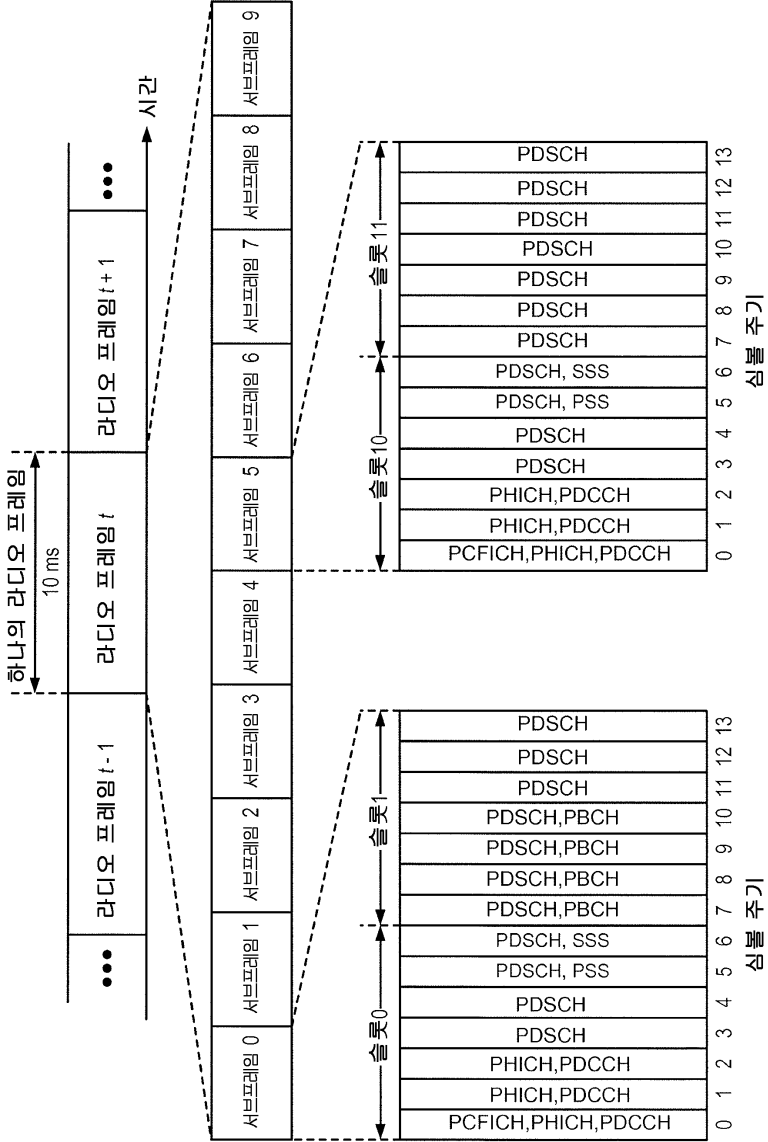 하나의 라디오 프레임
10 ms
•••
라디오 프레임 t - 1
라디오 프레임 t
라디오 프레임 t + 1
•••
시간
서브프레임 0
서브프레임 1
서브프레임 2
서브프레임 3
서브프레임 4
서브프레임 5
서브프레임 6
서브프레임 7
서브프레임 8
서브프레임 9
슬롯0
슬롯1
PCFICH,PHICH,PDCCH
PHICH,PDCCH
PHICH,PDCCH
PDSCH
PDSCH
PDSCH, PSS
PDSCH, SSS
PDSCH,PBCH
PDSCH,PBCH
PDSCH,PBCH
PDSCH,PBCH
PDSCH
PDSCH
PDSCH
0 1 2 3 4 5 6 7 8 9 10 11 12 13
심볼 주기
슬롯10
슬롯11
PCFICH,PHICH,PDCCH
PHICH,PDCCH
PHICH,PDCCH
PDSCH
PDSCH
PDSCH, PSS
PDSCH, SSS
PDSCH
PDSCH
PDSCH
PDSCH
PDSCH
PDSCH
PDSCH
0 1 2 3 4 5 6 7 8 9 10 11 12 13
심볼 주기